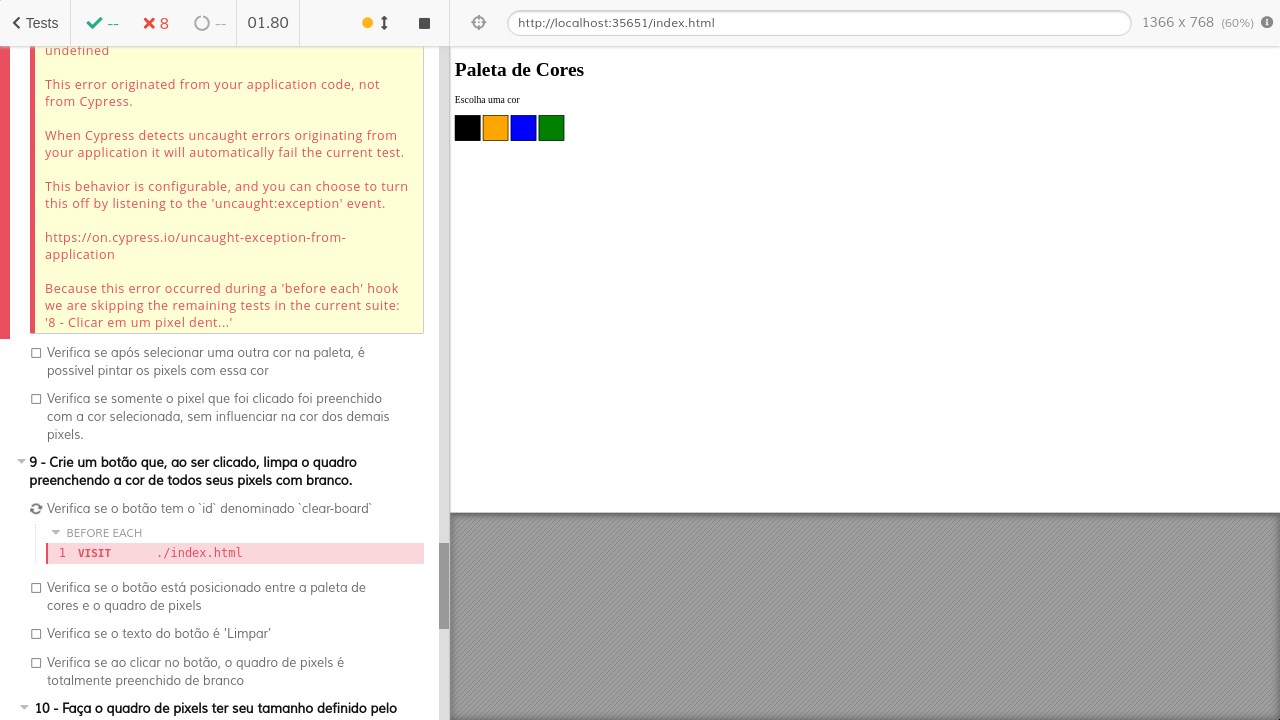 Tests
--
8
--
01.80
http://localhost:35651/index.html
1366 x 768 (60%)
undefined
This error originated from your application code, not
from Cypress.
When Cypress detects uncaught errors originating from
your application it will automatically fail the current test.
This behavior is configurable, and you can choose to turn
this off by listening to the 'uncaught:exception' event.
https://on.cypress.io/uncaught-exception-from-
application
Because this error occurred during a 'before each' hook
we are skipping the remaining tests in the current suite:
'8 - Clicar em um pixel dent...'
Verifica se após selecionar uma outra cor na paleta, é
possível pintar os pixels com essa cor
Verifica se somente o pixel que foi clicado foi preenchido
com a cor selecionada, sem influenciar na cor dos demais
pixels.
9 - Crie um botão que, ao ser clicado, limpa o quadro
preenchendo a cor de todos seus pixels com branco.
Verifica se o botão tem o `id` denominado `clear-board`
BEFORE EACH
1 VISIT ./index.html
Verifica se o botão está posicionado entre a paleta de
cores e o quadro de pixels
Verifica se o texto do botão é 'Limpar'
Verifica se ao clicar no botão, o quadro de pixels é
totalmente preenchido de branco
10 - Faça o quadro de pixels ter seu tamanho definido pelo
Paleta de Cores
Escolha uma cor